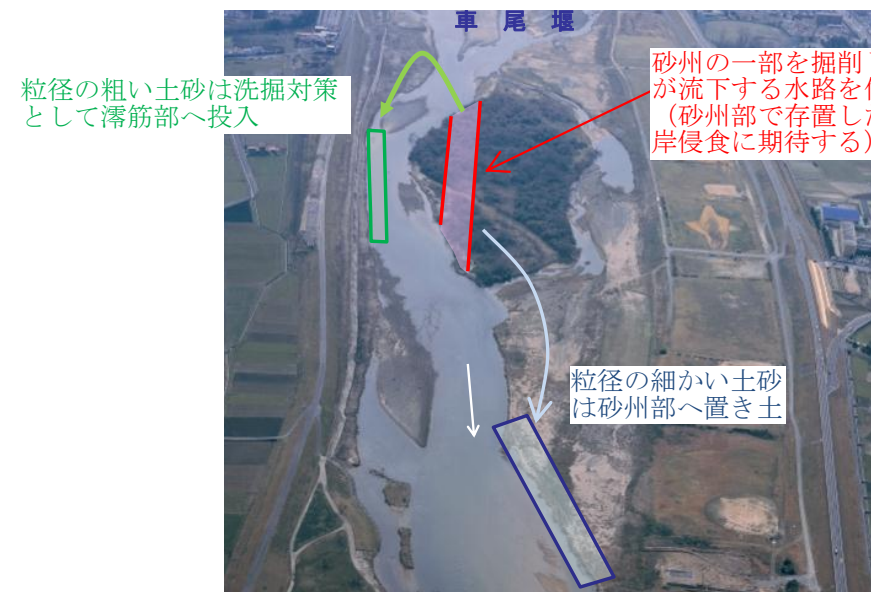 車尾堰
砂州の一部を掘削
が流下する水路を
（砂州部で存置した
岸侵食に期待する）
粒径の粗い土砂は洗掘対策
として澪筋部へ投入
粒径の細かい土砂
は砂州部へ置き土